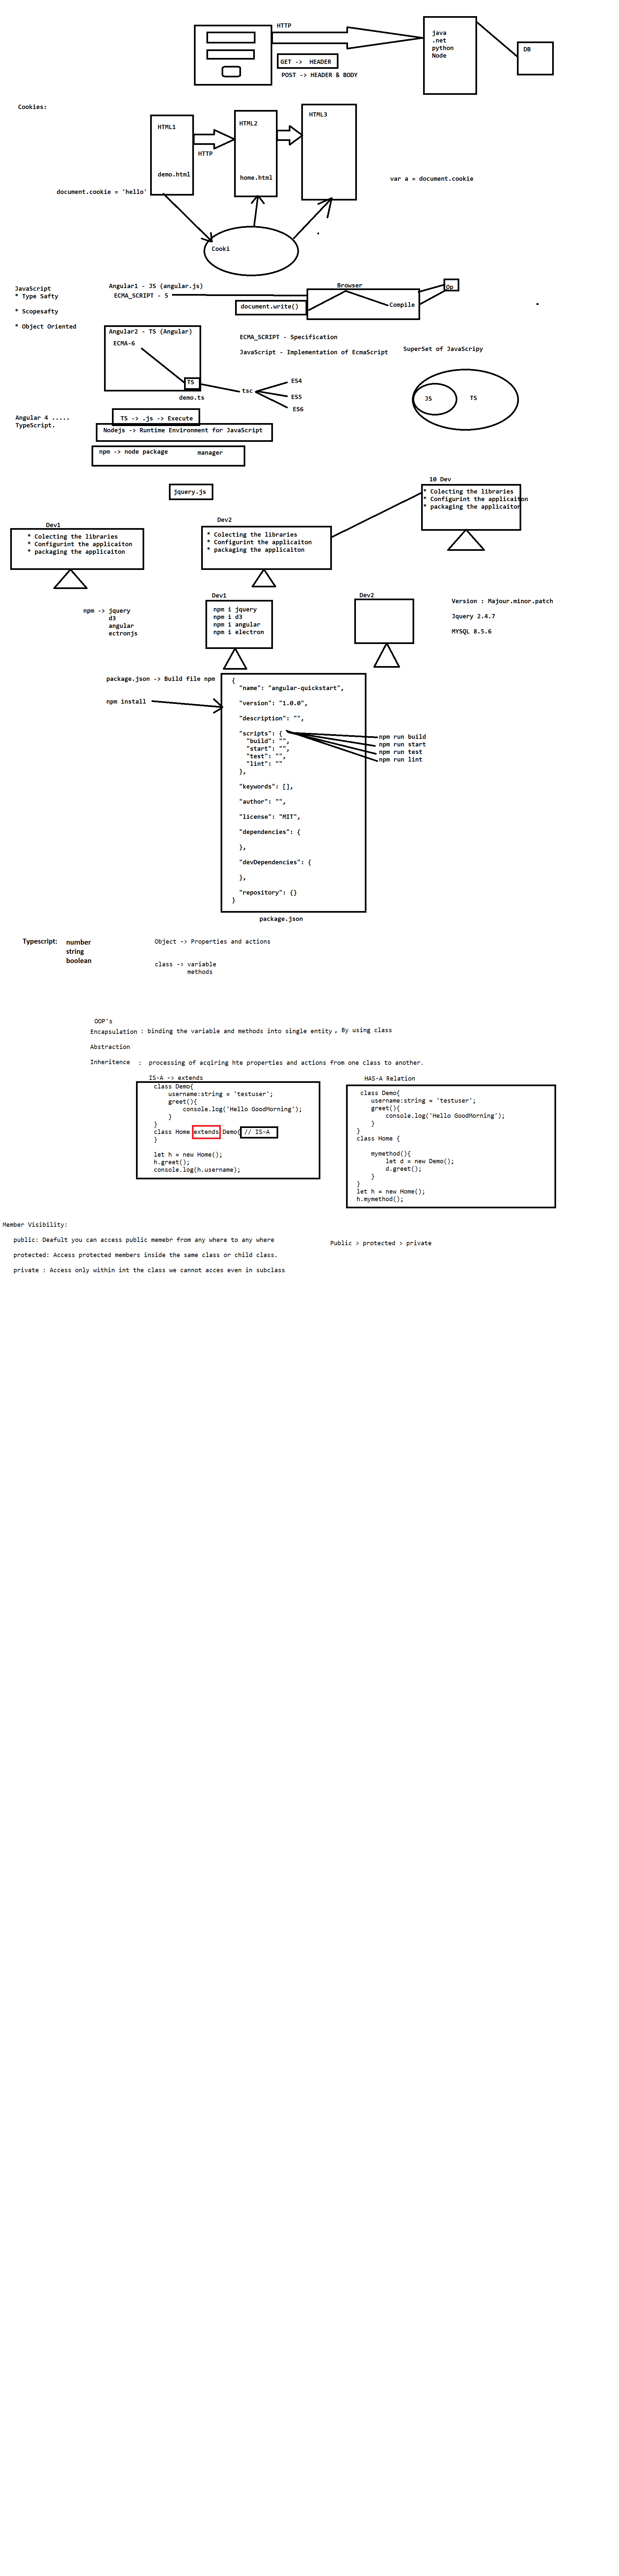 HTTP
java
.net
python
Node
DB
GET -> HEADER
POST -> HEADER & BODY
Cookies:
HTML1
HTML2
HTML3
HTTP
demo.html
home.html
var a = document.cookie
document.cookie = 'hello'
Cooki
JavaScript
* Type Safty
* Scopesafty
* Object Oriented
Angular1 - JS (angular.js)
ECMA_SCRIPT - 5
Browser
document.write()
Compile
Op
Angular2 - TS (Angular)
ECMA-6
TS
demo.ts
tsc
ES4
ES5
ES6
ECMA_SCRIPT - Specification
JavaScript - Implementation of EcmaScript
SuperSet of JavaScripy
JS
TS
Angular 4 .....
TypeScript.
TS -> .js -> Execute
Nodejs -> Runtime Environment for JavaScript
npm -> node package manager
jquery.js
10 Dev
* Colecting the libraries
* Configurint the applicaiton
* packaging the applicaiton
Dev1
* Colecting the libraries
* Configurint the applicaiton
* packaging the applicaiton
Dev2
* Colecting the libraries
* Configurint the applicaiton
* packaging the applicaiton
npm -> jquery
d3
angular
ectronjs
Dev1
npm i jquery
npm i d3
npm i angular
npm i electron
Dev2
Version : Majour.minor.patch
Jquery 2.4.7
MYSQL 8.5.6
package.json -> Build file npm
npm install
{
"name": "angular-quickstart",
"version": "1.0.0",
"description": "",
"scripts": {
"build": "",
"start": "",
"test": "",
"lint": ""
},
"keywords": [],
"author": "",
"license": "MIT",
"dependencies": {
},
"devDependencies": {
},
"repository": {}
}
npm run build
npm run start
npm run test
npm run lint
package.json
Typescript:
number
string
boolean
Object -> Properties and actions
class -> variable
methods
OOP's
Encapsulation : binding the variable and methods into single entity , By using class
Abstraction
Inheritence : processing of acqiring hte properties and actions from one class to another.
IS-A -> extends
class Demo{
username:string = 'testuser';
greet(){
console.log('Hello GoodMorning');
}
}
class Home extends Demo{ // IS-A
}
let h = new Home();
h.greet();
console.log(h.username);
HAS-A Relation
class Demo{
username:string = 'testuser';
greet(){
console.log('Hello GoodMorning');
}
}
class Home {
mymethod(){
let d = new Demo();
d.greet();
}
}
let h = new Home();
h.mymethod();
Member Visibility:
public: Deafult you can access public memebr from any where to any where
protected: Access protected members inside the same class or child class.
private : Access only within int the class we cannot acces even in subclass
Public > protected > private